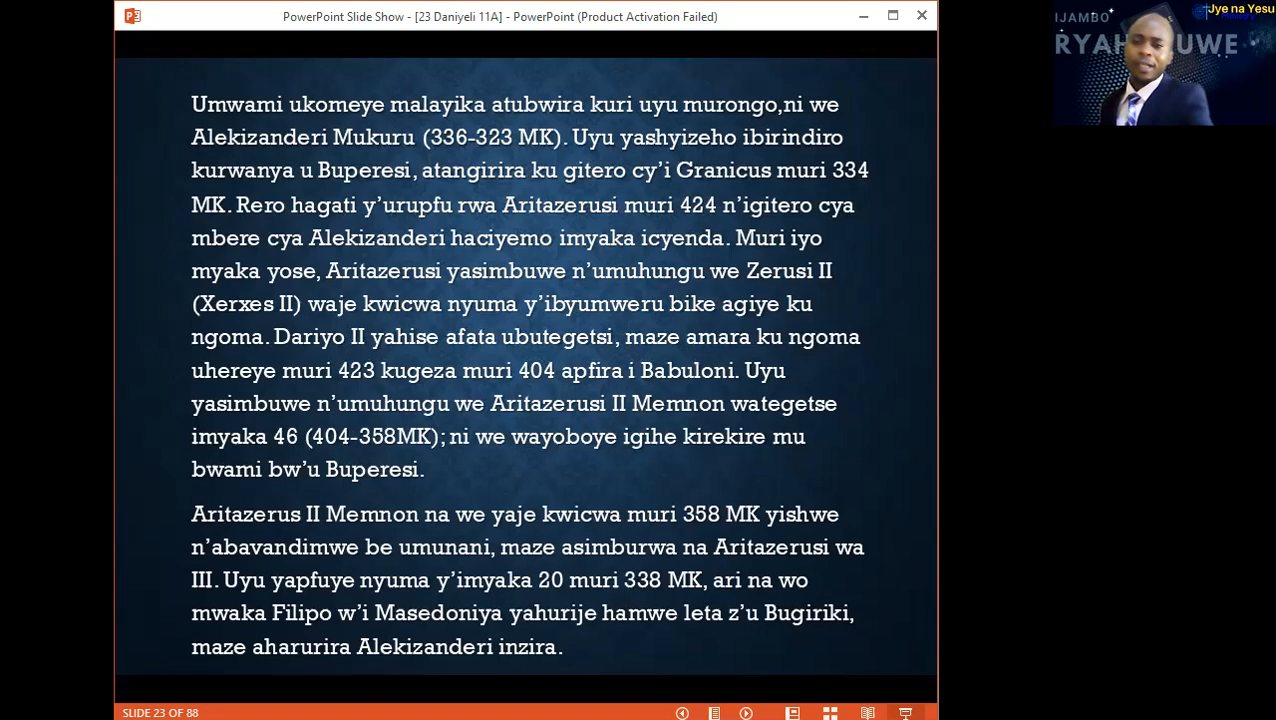 PowerPoint Slide Show - [23 Daniyeli 11A] - PowerPoint (Product Activation Failed)
Jye na Yesu
IJAMBO
Umwami ukomeye malayika atubwira kuri uyu murongo,ni we
Alekizanderi Mukuru (336-323 MK). Uyu yashyizeho ibirindiro
kurwanya u Buperesi, atangirira ku gitero cy’i Granicus muri 334
MK. Rero hagati y’urupfu rwa Aritazerusi muri 424 n’igitero cya
mbere cya Alekizanderi haciyemo imyaka icyenda. Muri iyo
myaka yose, Aritazerusi yasimbuwe n’umuhungu we Zerusi II
(Xerxes II) waje kwicwa nyuma y’ibyumweru bike agiye ku
ngoma. Dariyo II yahise afata ubutegetsi, maze amara ku ngoma
uhereye muri 423 kugeza muri 404 apfira i Babuloni. Uyu
yasimbuwe n’umuhungu we Aritazerusi II Memnon wategetse
imyaka 46 (404-358MK); ni we wayoboye igihe kirekire mu
bwami bw’u Buperesi.
Aritazerus II Memnon na we yaje kwicwa muri 358 MK yishwe
n’abavandimwe be umunani, maze asimburwa na Aritazerusi wa
III. Uyu yapfuye nyuma y’imyaka 20 muri 338 MK, ari na wo
mwaka Filipo w’i Masedoniya yahurije hamwe leta z’u Bugiriki,
maze aharurira Alekizanderi inzira.
SLIDE 23 OF 88